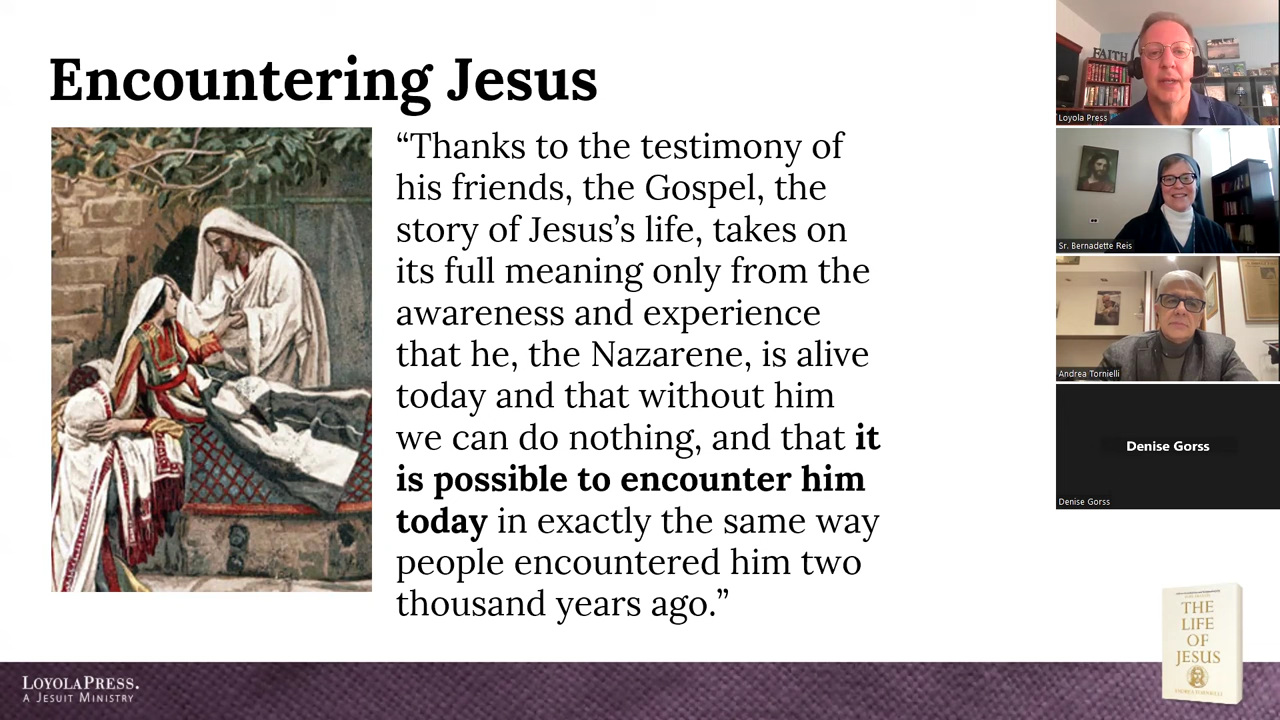 Encountering Jesus
“Thanks to the testimony of
his friends, the Gospel, the
story of Jesus’s life, takes on
its full meaning only from the
awareness and experience
that he, the Nazarene, is alive
today and that without him
we can do nothing, and that it
is possible to encounter him
today in exactly the same way
people encountered him two
thousand years ago.”
LOYOLAPRESS.
A JESUIT MINISTRY
FAITH
Loyola Press
Sr. Bernadette Reis
Andrea Tornielli
Denise Gorss
Denise Gorss
THE
LIFE
OF
JESUS
ANDREA TORNIELLI